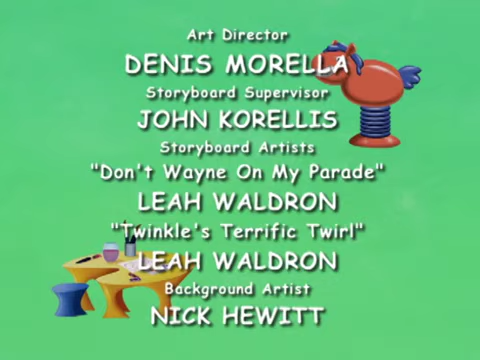 Art Director
DENIS MORELLA
Storyboard Supervisor
JOHN KORELLIS
Storyboard Artists
"Don't Wayne On My Parade"
LEAH WALDRON
"Twinkle's Terrific Twirl"
LEAH WALDRON
Background Artist
NICK HEWITT